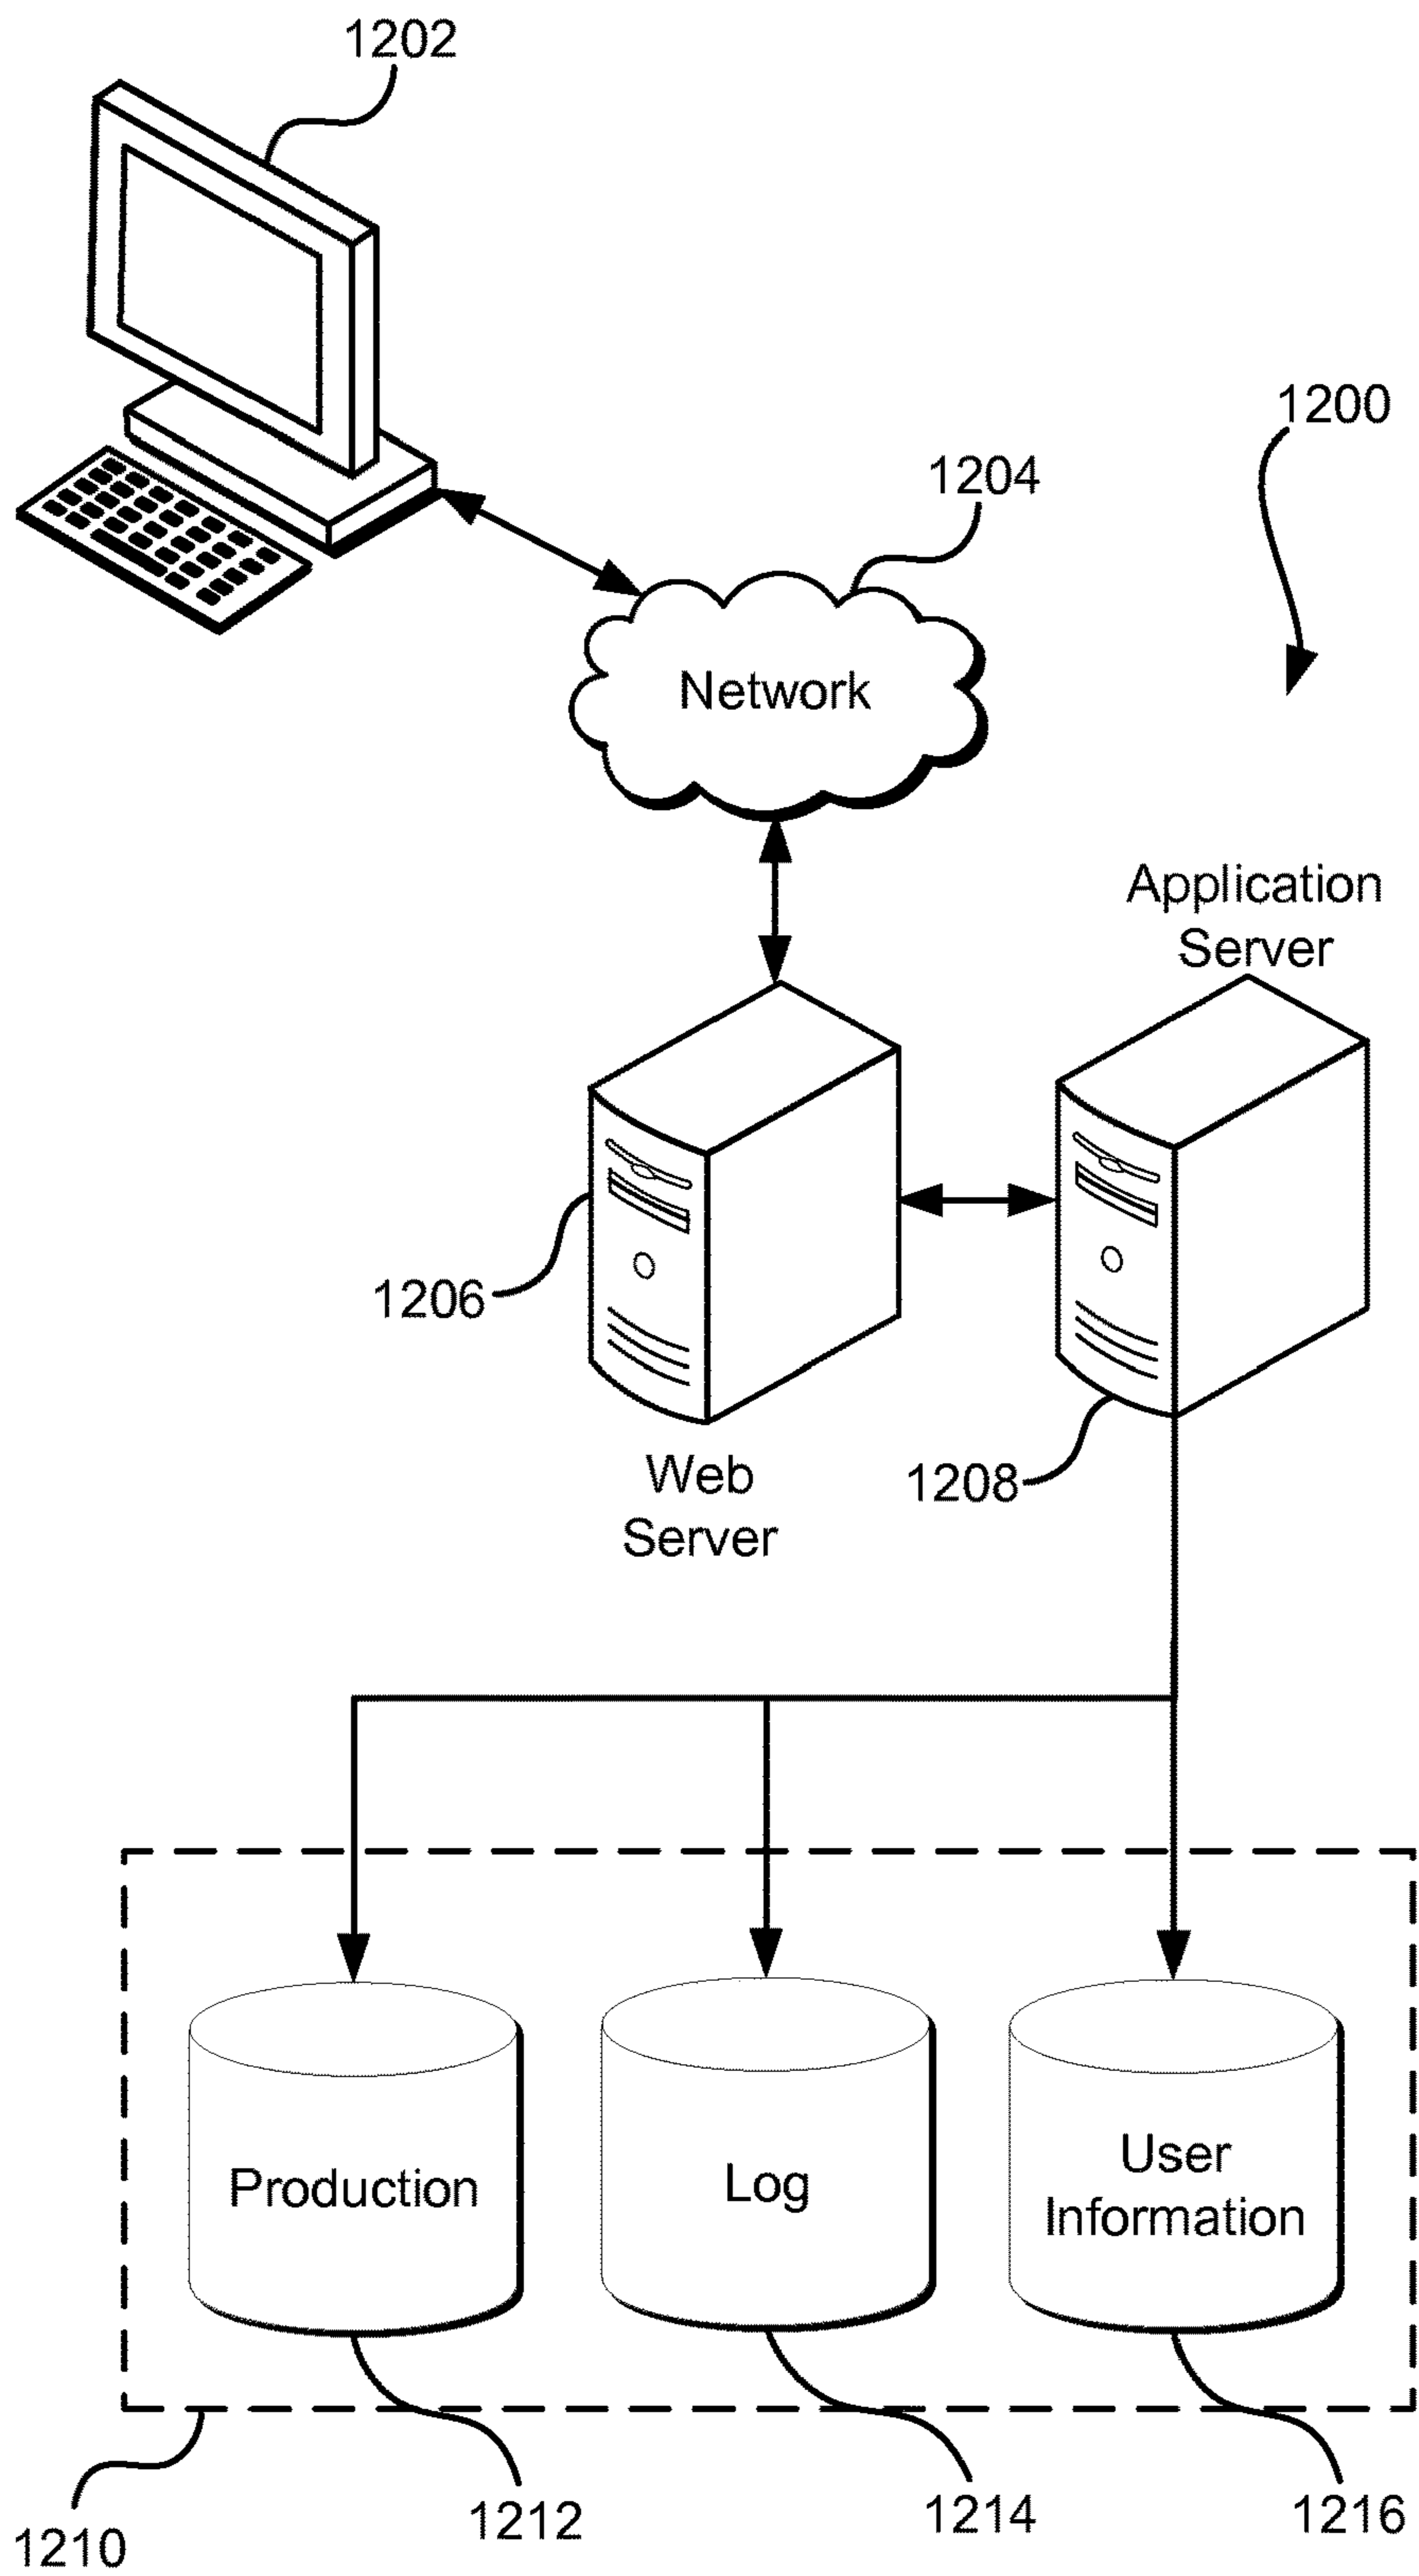 1202
1200
1204
Network
Application
Server
1206
Web
Server
1208
Production
Log
User
Information
1210
1212
1214
1216